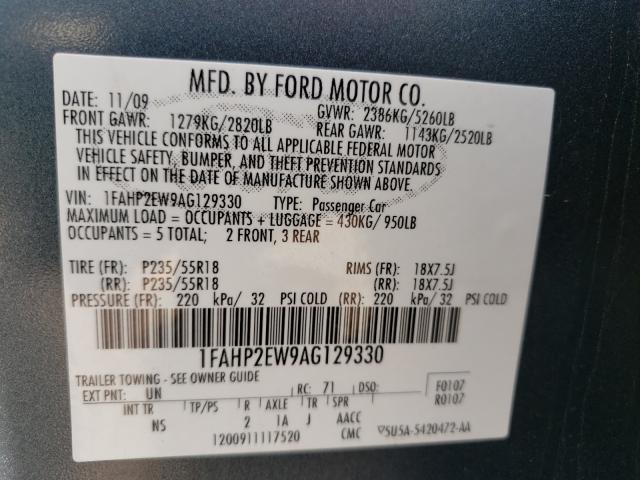 MFD. BY FORD MOTOR CO.
DATE: 11/09 GVWR: 2386KG/5260LB
FRONT GAWR: 1279KG/2820LB REAR GAWR: 1143KG/2520LB
THIS VEHICLE CONFORMS TO ALL APPLICABLE FEDERAL MOTOR
VEHICLE SAFETY, BUMPER, AND THEFT PREVENTION STANDARDS
IN EFFECT ON THE DATE OF MANUFACTURE SHOWN ABOVE.
VIN: 1FAHP2EW9AG129330 TYPE: Passenger Car
MAXIMUM LOAD = OCCUPANTS + LUGGAGE = 430KG/ 950LB
OCCUPANTS = 5 TOTAL; 2 FRONT, 3 REAR
TIRE (FR): P235/55R18 RIMS (FR): 18X7.5J
(RR): P235/55R18 (RR): 18X7.5J
PRESSURE (FR): 220 kPa/ 32 PSI COLD (RR): 220 kPa/ 32 PSI COLD
1FAHP2EW9AG129330
TRAILER TOWING - SEE OWNER GUIDE
EXT PNT: UN RC: 71 DSO: F0107
R0107
INT TR TP/PS R AXLE TR SPR
NS 2 1A J AACC
1200911117520 CMC 5U5A-5420472-AA